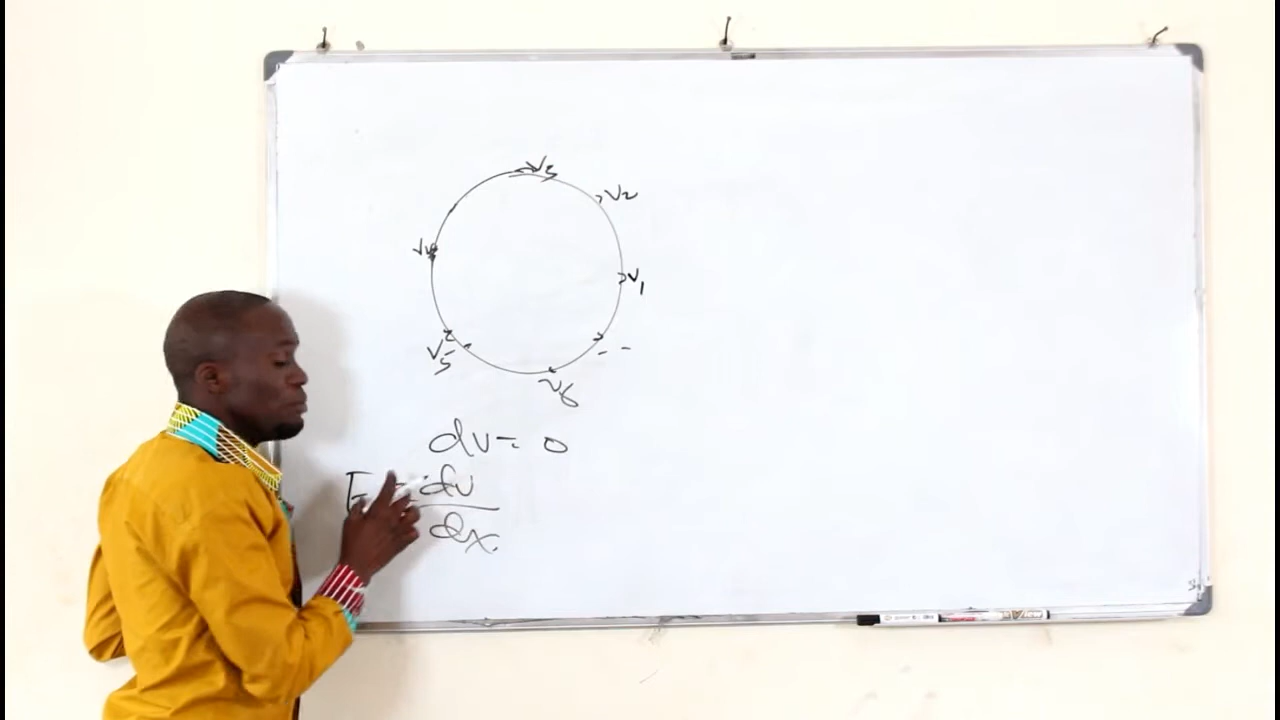 V3
V2
V4
V1
V5
V6
dv = 0
E = dv
dx.